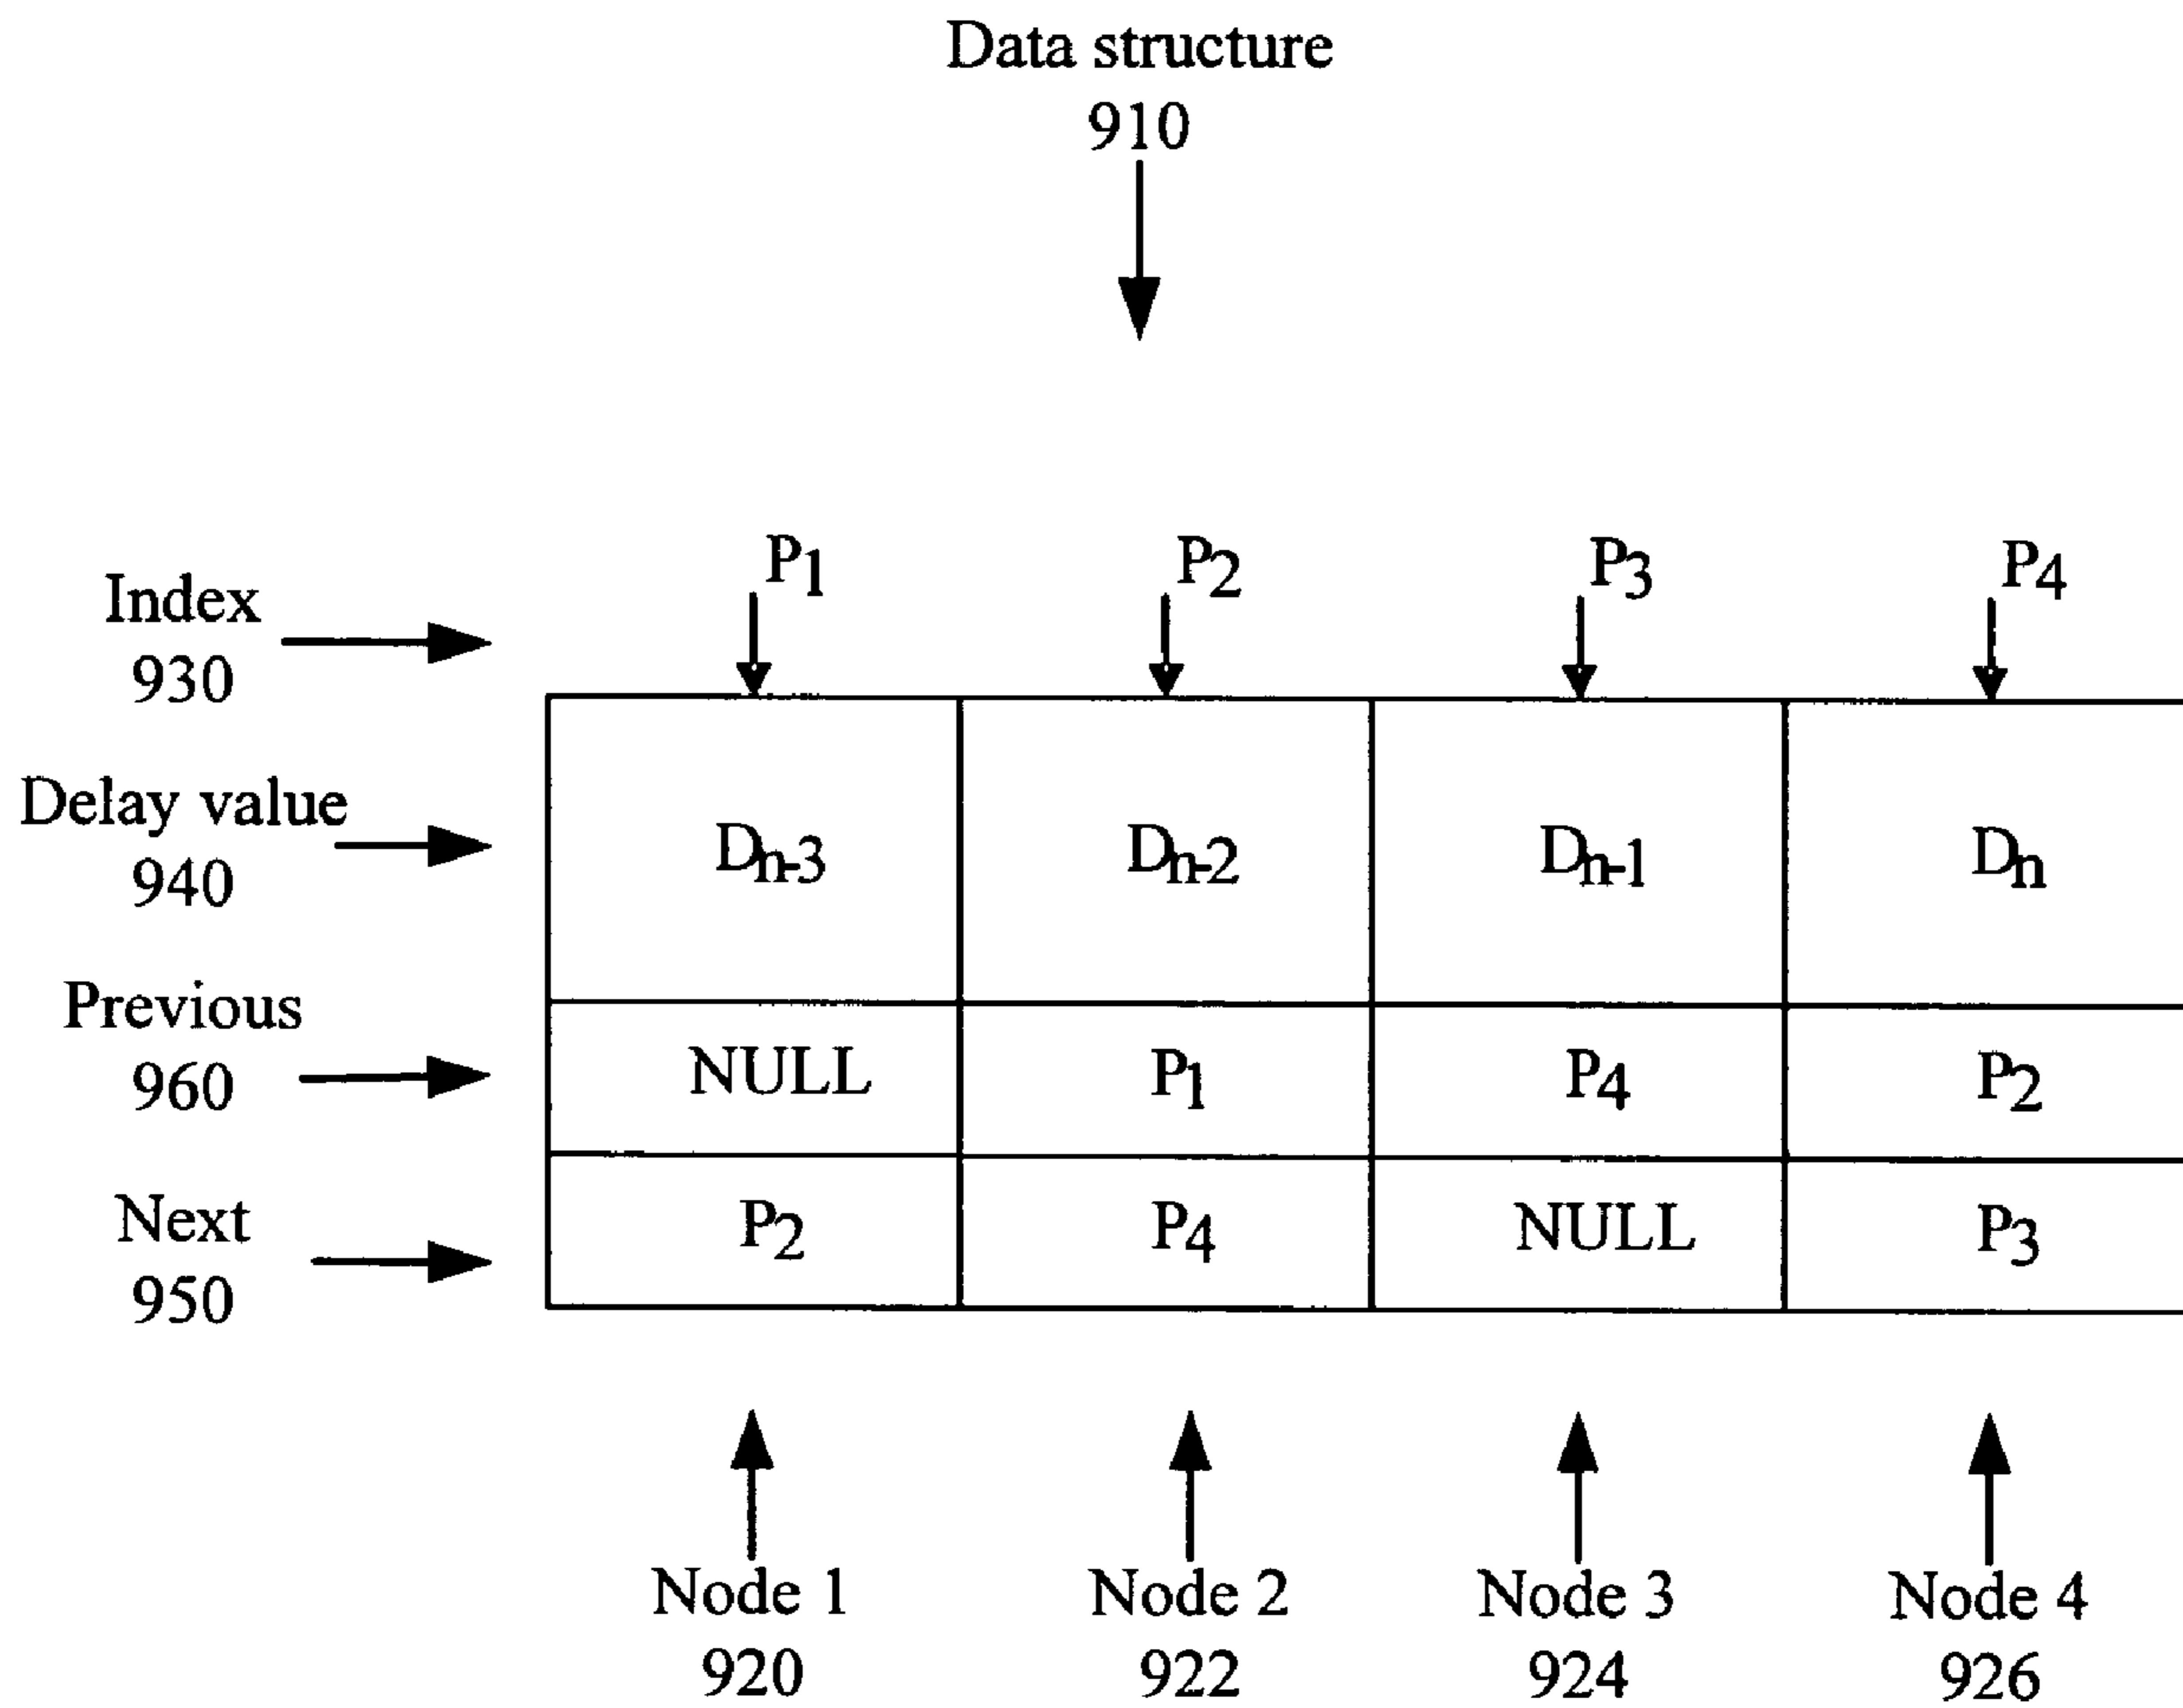 Data structure
910
P1 P2 P3 P4
Index
930
Delay value
940
Dn-3 Dn-2 Dn-1 Dn
Previous
960
NULL P1 P4 P2
Next
950
P2 P4 NULL P3
Node 1 Node 2 Node 3 Node 4
920 922 924 926